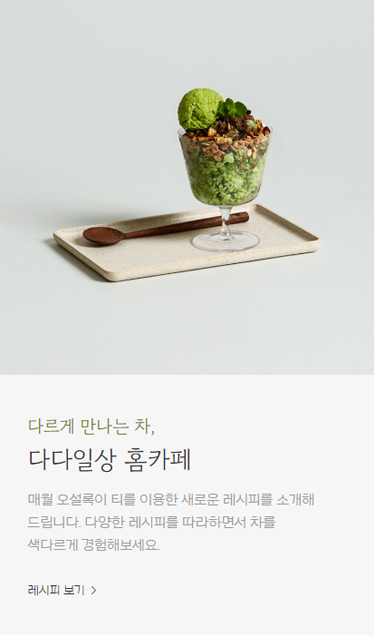 다르게 만나는 차,
다다일상 홈카페
매월 오설록이 티를 이용한 새로운 레시피를 소개해
드립니다. 다양한 레시피를 따라하면서 차를
색다르게 경험해보세요.
레시피 보기 >